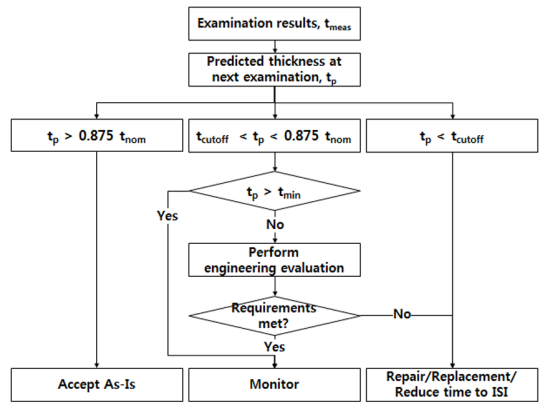 Examination results, tmeas
Predicted thickness at
next examination, tp
tp > 0.875 tnom
tcutoff < tp < 0.875 tnom
tp < tcutoff
tp > tmin
Yes
No
Perform
engineering evaluation
Requirements
met?
No
Yes
Accept As-Is
Monitor
Repair/Replacement/
Reduce time to ISI